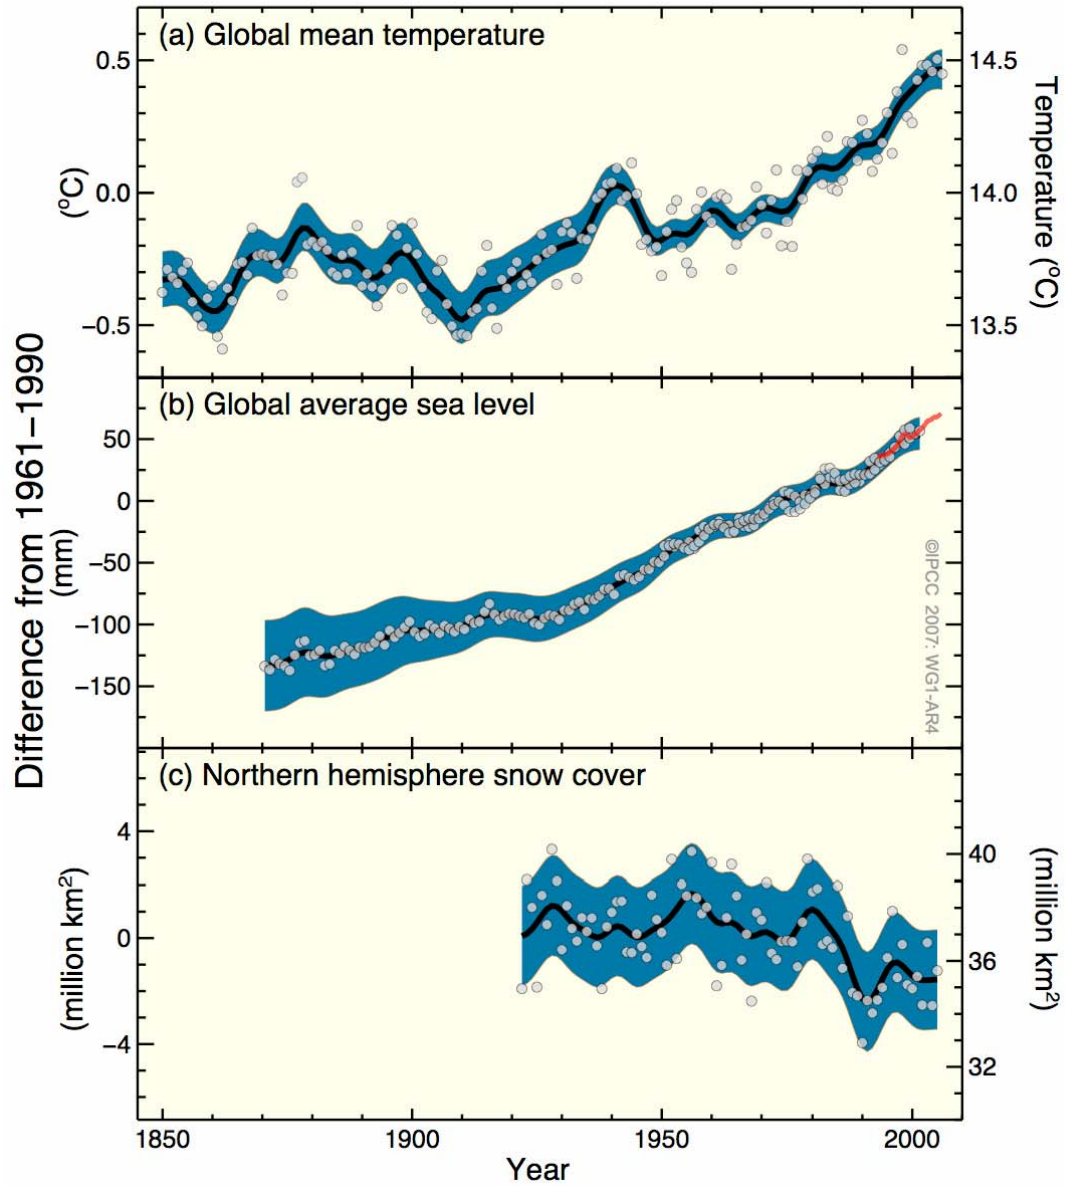 (a) Global mean temperature
0.5
0.0
−0.5
(°C)
14.5
14.0
13.5
Temperature (°C)
Difference from 1961−1990
(b) Global average sea level
50
0
−50
−100
−150
(mm)
©IPCC 2007: WG1-AR4
(c) Northern hemisphere snow cover
4
0
−4
(million km²)
40
36
32
(million km²)
1850
1900
1950
2000
Year